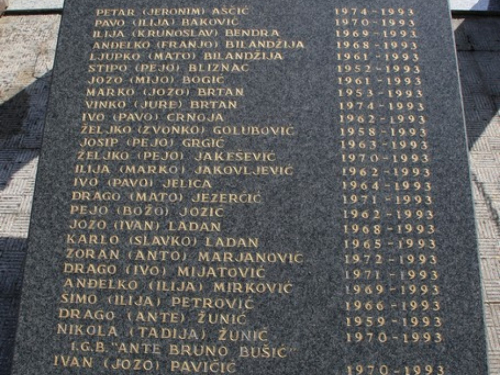 PETAR (JERONIM) AŠČIĆ 1974-1993
PAVO (ILIJA) BAKOVIĆ 1970-1993
ILIJA (KRUNOSLAV) BENDRA 1969-1993
ANĐELKO (FRANJO) BILANDŽIJA 1968-1993
LJUPKO (MATO) BILANDŽIJA 1961-1993
STIPO (PEJO) BLIZNAC 1952-1993
JOZO (MIJO) BOGIĆ 1961-1993
MARKO (JOZO) BRTAN 1953-1993
VINKO (JURE) BRTAN 1974-1993
IVO (PAVO) CRNOJA 1962-1993
ŽELJKO (ZVONKO) GOLUBOVIĆ 1958-1993
JOSIP (PEJO) GRGIĆ 1963-1993
ŽELJKO (PEJO) JAKEŠEVIĆ 1970-1993
ILIJA (MARKO) JAKOVLJEVIĆ 1962-1993
IVO (PAVO) JELICA 1964-1993
DRAGO (MATO) JEZERČIĆ 1971-1993
PEJO (BOŽO) JOZIĆ 1962-1993
JOZO (IVAN) LADAN 1968-1993
KARLO (SLAVKO) LADAN 1965-1993
ZORAN (ANTO) MARJANOVIĆ 1972-1993
DRAGO (IVO) MIJATOVIĆ 1971-1993
ANĐELKO (ILIJA) MIRKOVIĆ 1969-1993
ŠIMO (ILIJA) PETROVIĆ 1966-1993
DRAGO (ANTE) ŽUNIĆ 1959-1993
NIKOLA (TADIJA) ŽUNIĆ 1970-1993
I.G.B. "ANTE BRUNO BUŠIĆ"
IVAN (JOZO) PAVIČIĆ 1970-1993